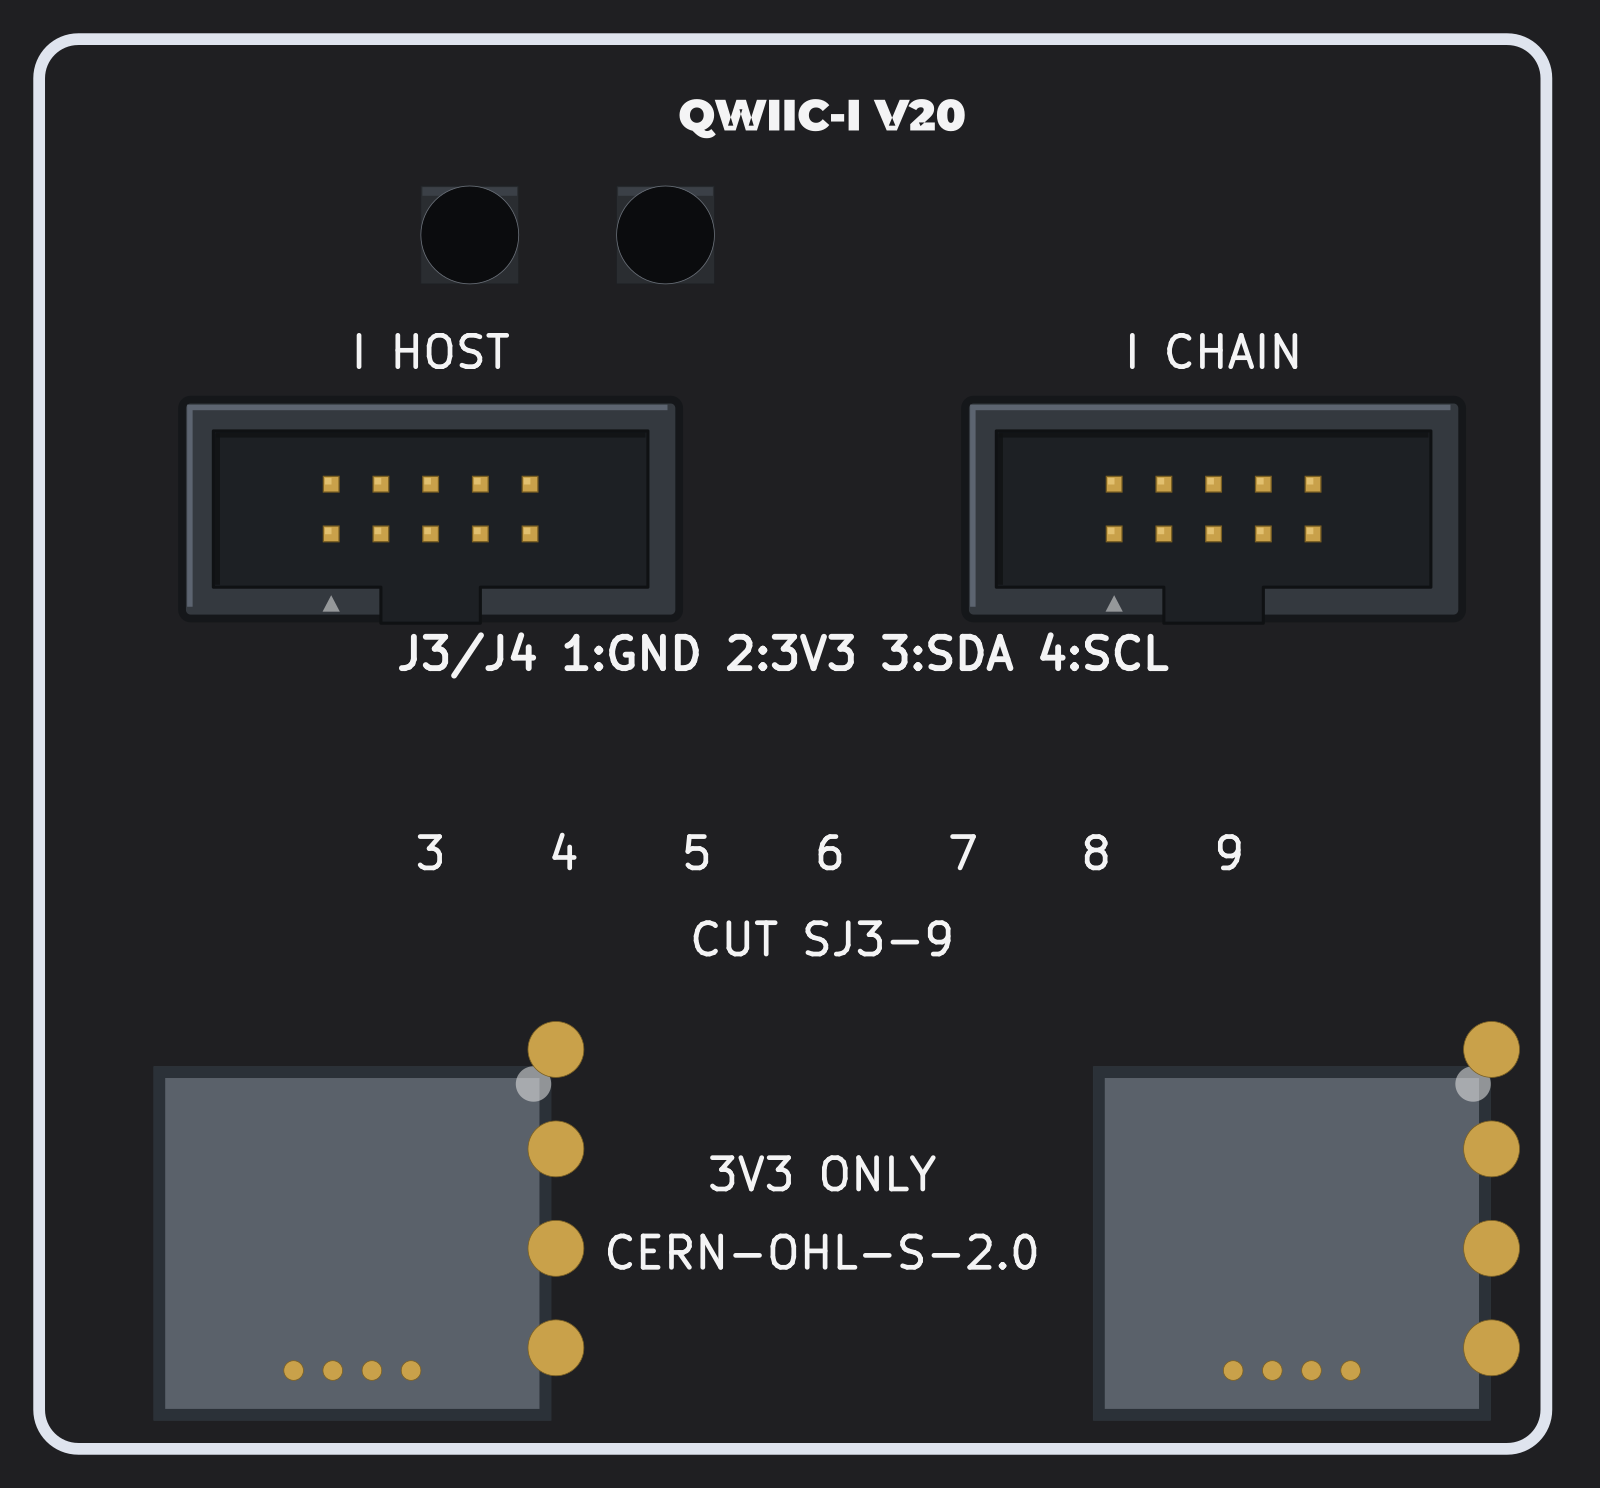 QWIIC-I V20
I HOST
I CHAIN
J3/J4 1:GND 2:3V3 3:SDA 4:SCL
3 4 5 6 7 8 9
CUT SJ3-9
3V3 ONLY
CERN-OHL-S-2.0